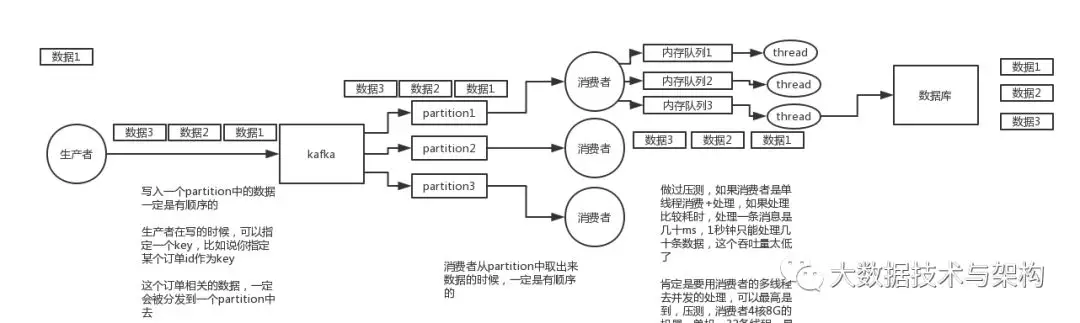 数据1
生产者
数据3 数据2 数据1
kafka
写入一个partition中的数据
一定是有顺序的
生产者在写的时候，可以指
定一个key，比如说你指定
某个订单id作为key
这个订单相关的数据，一定
会被分发到一个partition中
去
数据3 数据2 数据1
partition1
partition2
partition3
消费者
消费者
消费者
消费者从partition中取出来
数据的时候，一定是有顺序
的
内存队列1
内存队列2
内存队列3
thread
thread
thread
数据3 数据2 数据1
数据库
数据1
数据2
数据3
做过压测，如果消费者是单
线程消费+处理，如果处理
比较耗时，处理一条消息是
几十ms，1秒钟只能处理几
十条数据，这个吞吐量太低
了
肯定是要用消费者的多线程
去并发的处理，可以最高是
到，压测，消费者4核8G的
大数据技术与架构